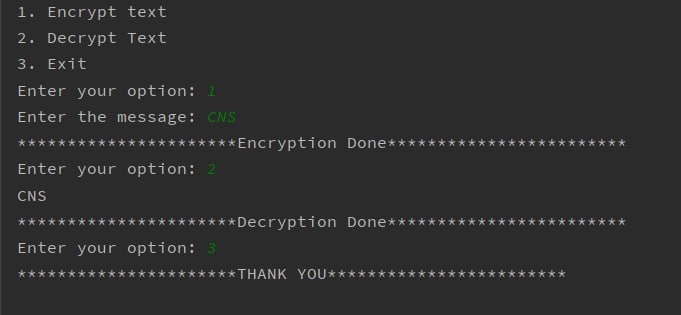 1. Encrypt text
2. Decrypt Text
3. Exit
Enter your option: 1
Enter the message: CNS
**********************Encryption Done************************
Enter your option: 2
CNS
**********************Decryption Done************************
Enter your option: 3
**********************THANK YOU************************